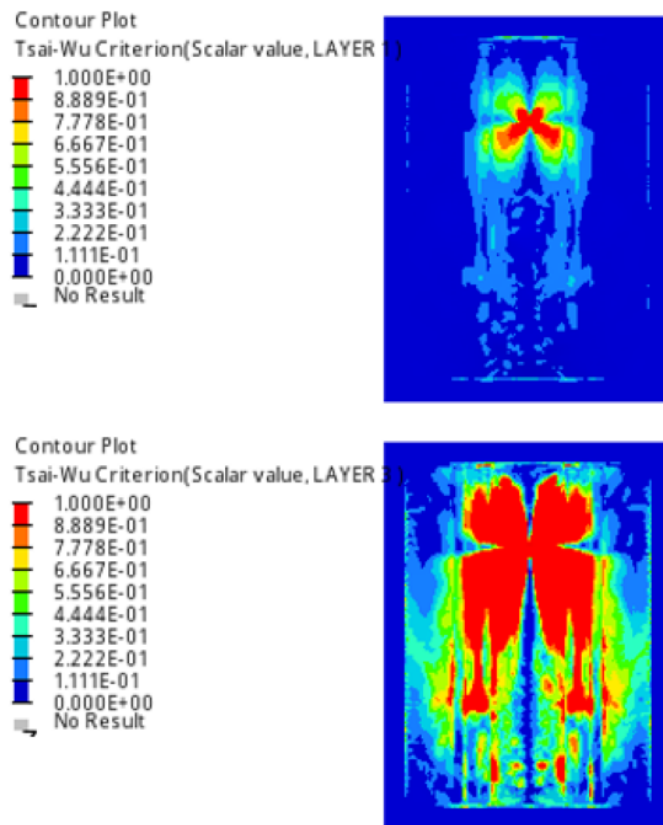 Contour Plot
Tsai-Wu Criterion(Scalar value, LAYER 1)
1.000E+00
8.889E-01
7.778E-01
6.667E-01
5.556E-01
4.444E-01
3.333E-01
2.222E-01
1.111E-01
0.000E+00
No Result
Contour Plot
Tsai-Wu Criterion(Scalar value, LAYER 3)
1.000E+00
8.889E-01
7.778E-01
6.667E-01
5.556E-01
4.444E-01
3.333E-01
2.222E-01
1.111E-01
0.000E+00
No Result